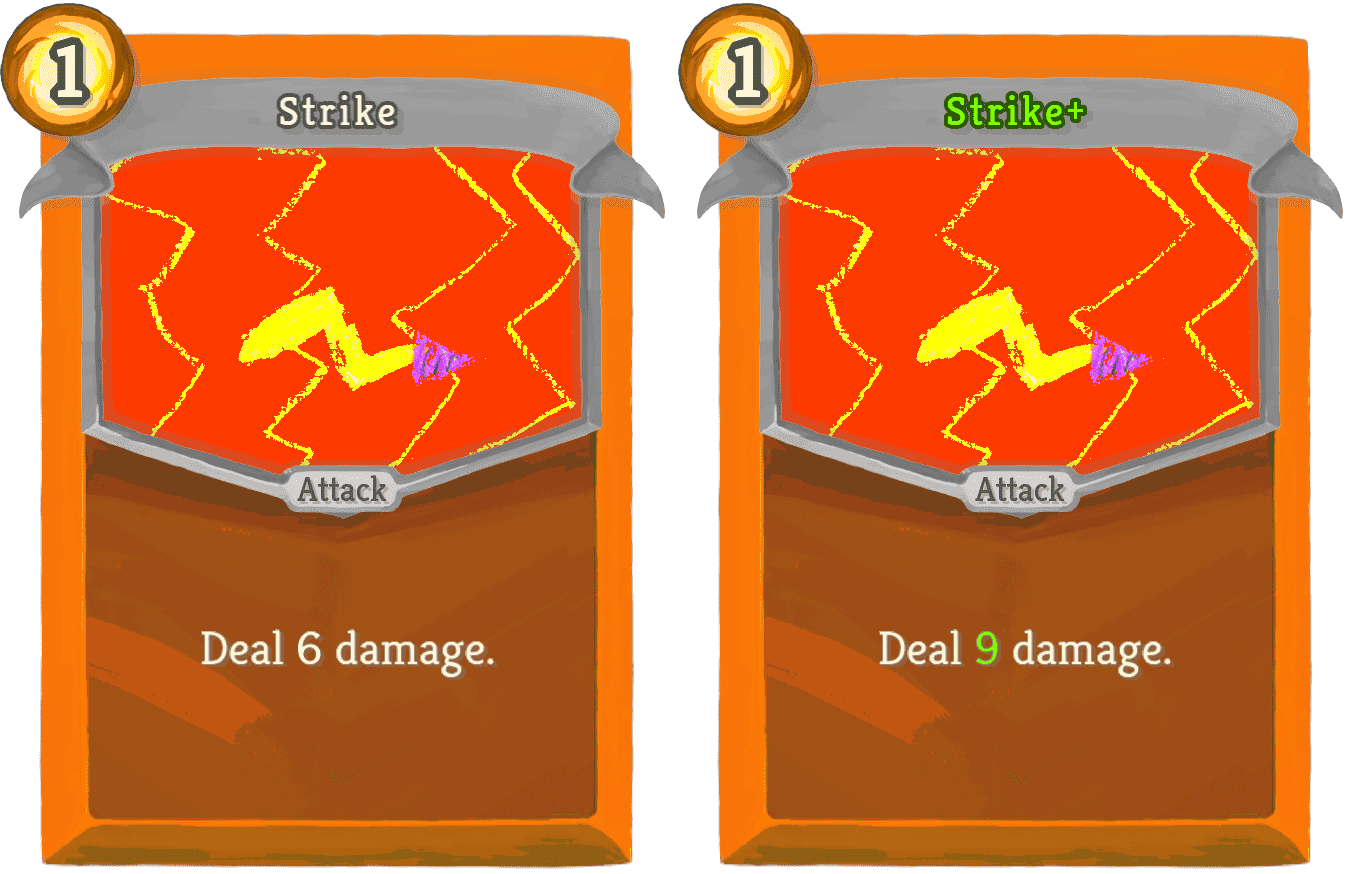 1
Strike
Attack
Deal 6 damage.
1
Strike+
Attack
Deal 9 damage.